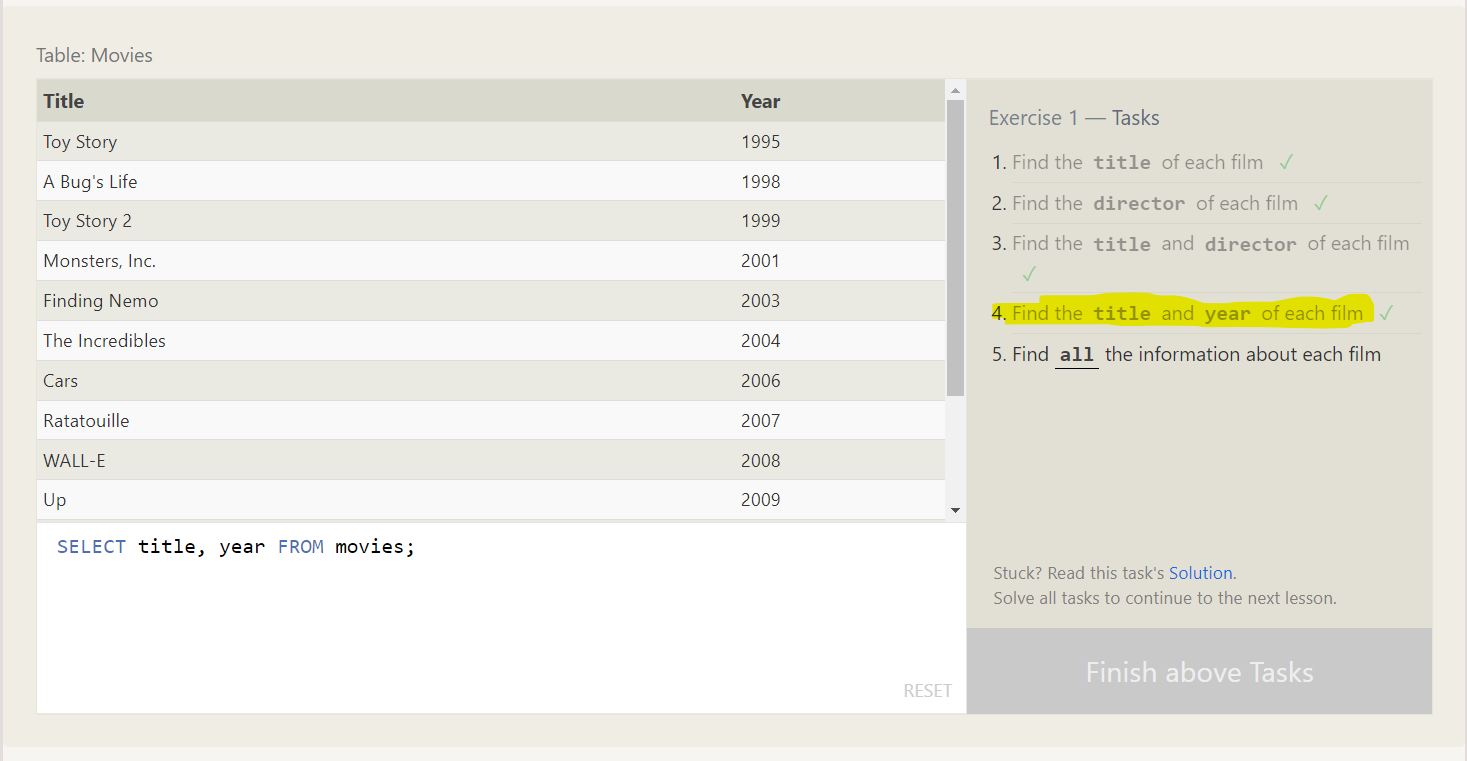 Table: Movies
Title Year
Toy Story 1995
A Bug's Life 1998
Toy Story 2 1999
Monsters, Inc. 2001
Finding Nemo 2003
The Incredibles 2004
Cars 2006
Ratatouille 2007
WALL-E 2008
Up 2009
SELECT title, year FROM movies;
RESET
Exercise 1 — Tasks
1. Find the title of each film ✓
2. Find the director of each film ✓
3. Find the title and director of each film
✓
4. Find the title and year of each film ✓
5. Find all the information about each film
Stuck? Read this task's Solution.
Solve all tasks to continue to the next lesson.
Finish above Tasks